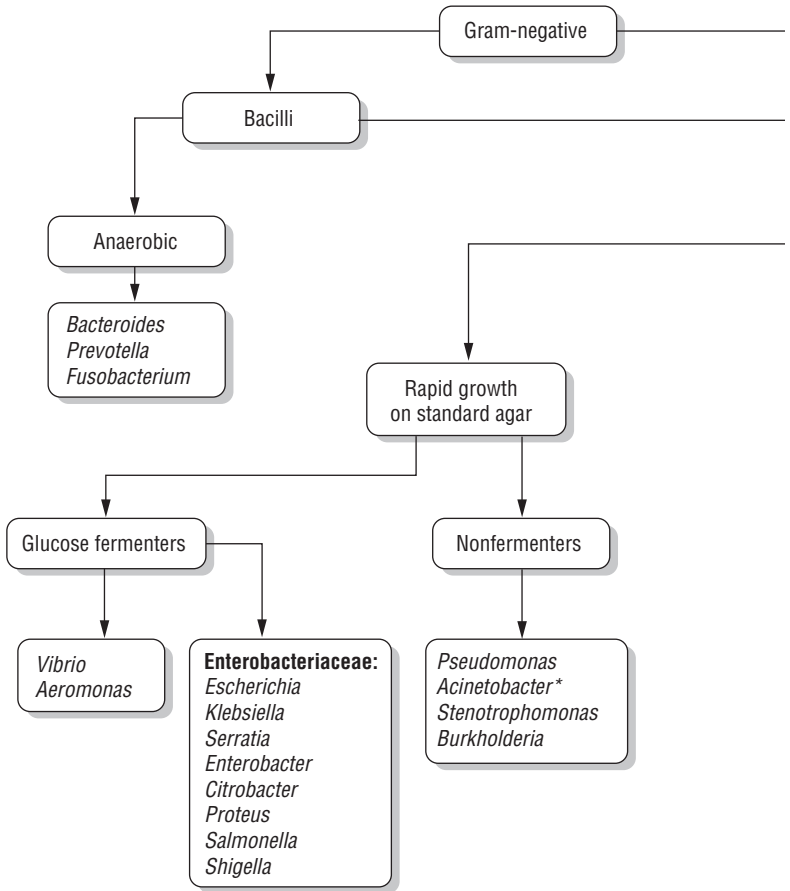 Gram-negative
Bacilli
Anaerobic
Bacteroides
Prevotella
Fusobacterium
Rapid growth
on standard agar
Glucose fermenters
Nonfermenters
Vibrio
Aeromonas
Enterobacteriaceae:
Escherichia
Klebsiella
Serratia
Enterobacter
Citrobacter
Proteus
Salmonella
Shigella
Pseudomonas
Acinetobacter*
Stenotrophomonas
Burkholderia